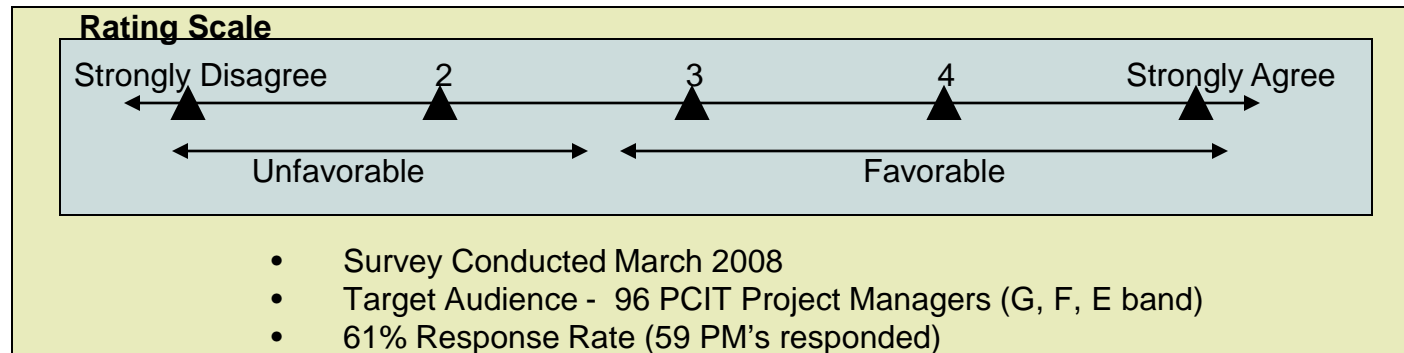 Rating Scale
Strongly Disagree 2 3 4 Strongly Agree
Unfavorable Favorable
• Survey Conducted March 2008
• Target Audience - 96 PCIT Project Managers (G, F, E band)
• 61% Response Rate (59 PM's responded)